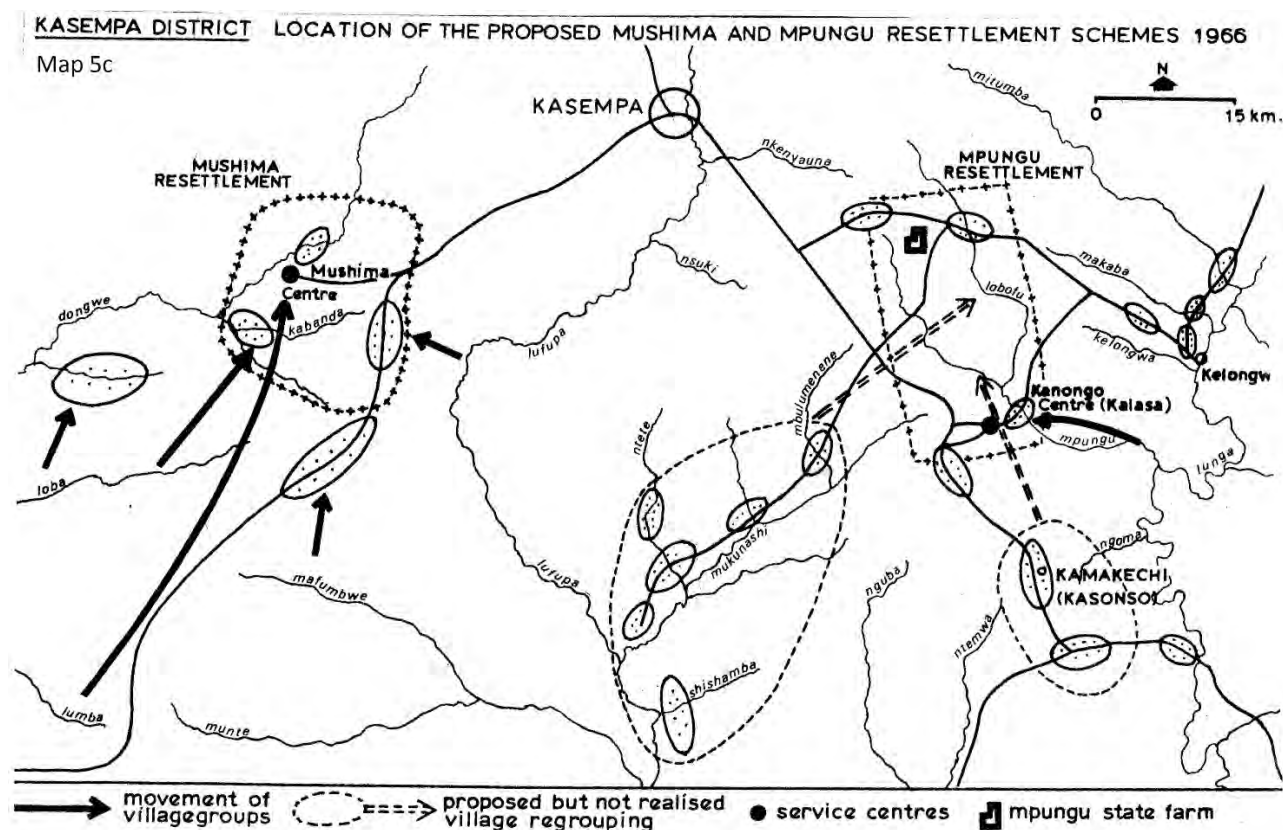 KASEMPA DISTRICT LOCATION OF THE PROPOSED MUSHIMA AND MPUNGU RESETTLEMENT SCHEMES 1966
Map 5c
N
0 15 km.
mitumba
KASEMPA
nkenyauna
MUSHIMA
RESETTLEMENT
MPUNGU
RESETTLEMENT
nsuki
makaba
Mushima
Centre
dongwe
kabanda
lobofu
lufupa
kelongwa
Kelongw
mbulumenene
Kanongo
Centre (Kalasa)
mpungu
lunga
ntete
loba
mukunashi
lufupa
mafumbwe
nguba
ngoma
KAMAKECHI
(KASONSO)
ntemwa
shishamba
lumba
munte
movement of
villagegroups
proposed but not realised
village regrouping
service centres
mpungu state farm